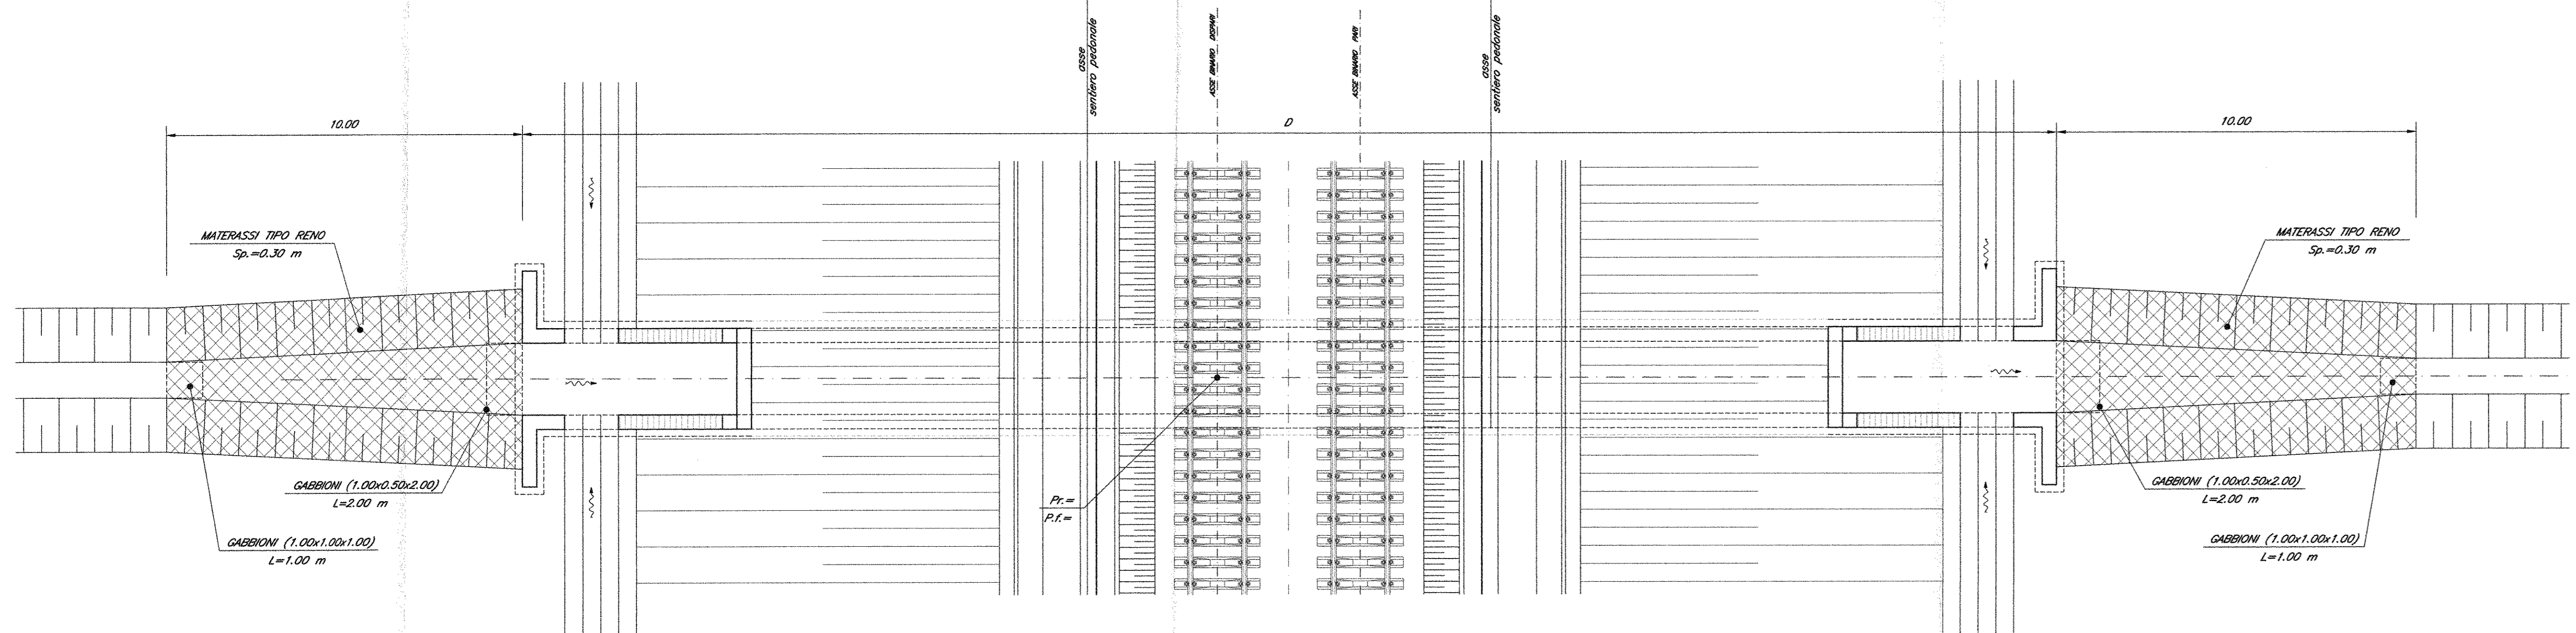 asse
sentiero pedonale
ASSE BINARIO DISPARI
ASSE BINARIO PARI
asse
sentiero pedonale
10.00
D
10.00
MATERASSI TIPO RENO
Sp.=0.30 m
MATERASSI TIPO RENO
Sp.=0.30 m
GABBIONI (1.00x0.50x2.00)
L=2.00 m
GABBIONI (1.00x1.00x1.00)
L=1.00 m
Pr.=
P.f.=
GABBIONI (1.00x0.50x2.00)
L=2.00 m
GABBIONI (1.00x1.00x1.00)
L=1.00 m